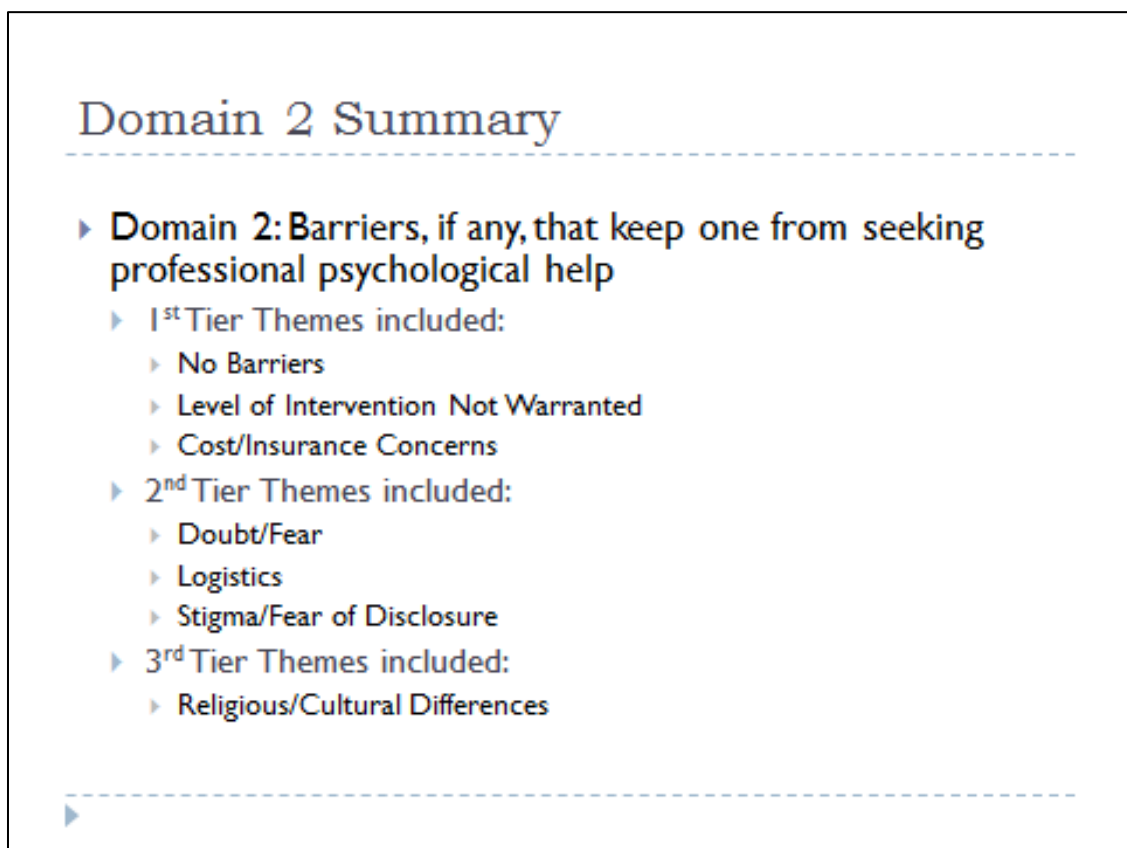 Domain 2 Summary
Domain 2: Barriers, if any, that keep one from seeking
professional psychological help
1st Tier Themes included:
No Barriers
Level of Intervention Not Warranted
Cost/Insurance Concerns
2nd Tier Themes included:
Doubt/Fear
Logistics
Stigma/Fear of Disclosure
3rd Tier Themes included:
Religious/Cultural Differences